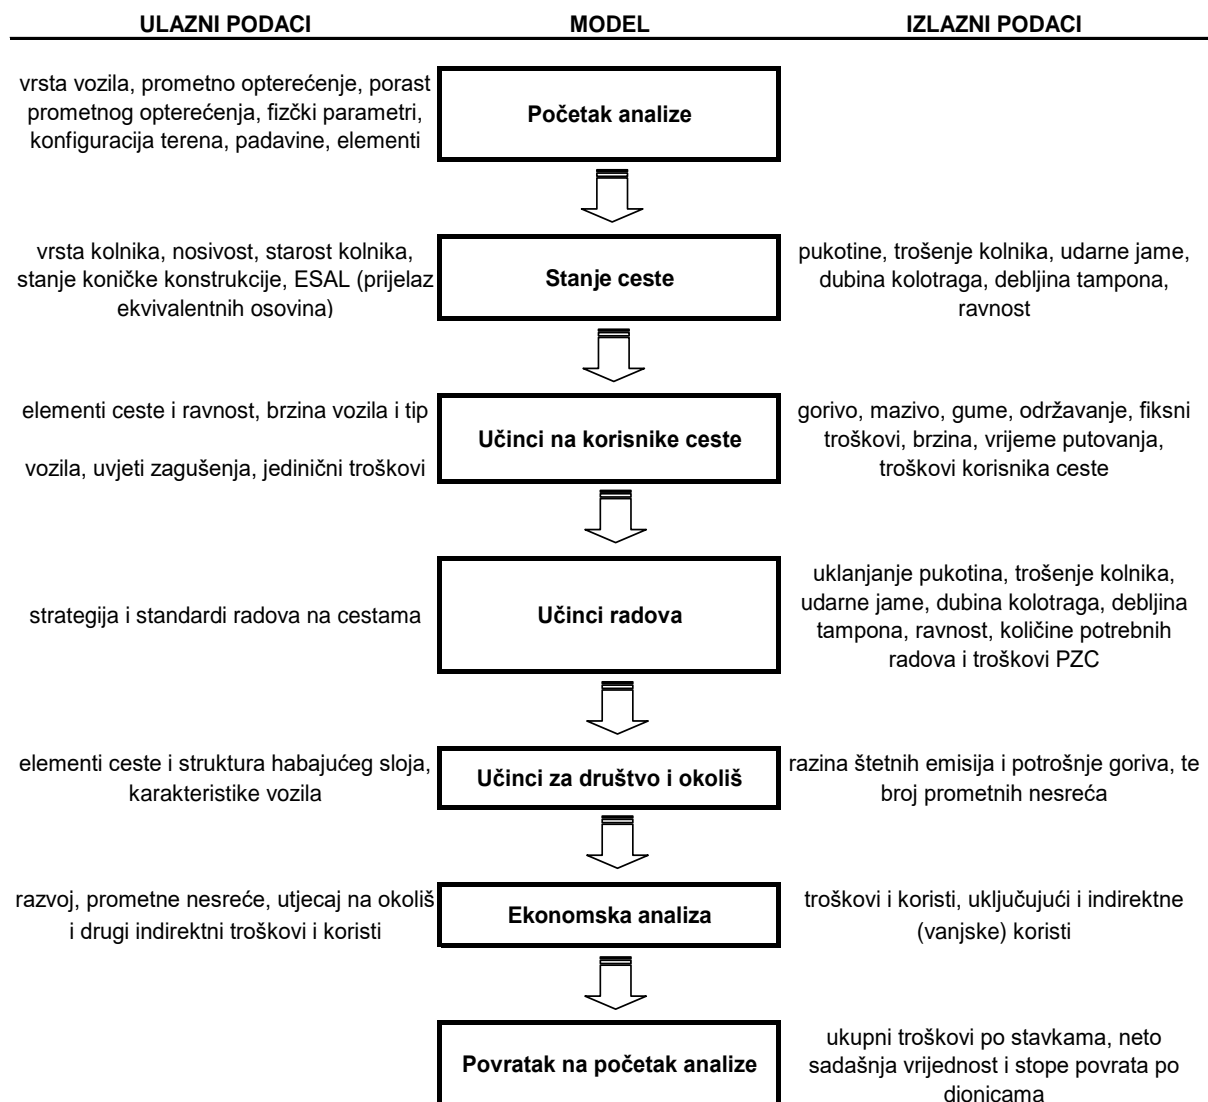 ULAZNI PODACI MODEL IZLAZNI PODACI
vrsta vozila, prometno opterećenje, porast
prometnog opterećenja, fizčki parametri,
konfiguracija terena, padavine, elementi
Početak analize
vrsta kolnika, nosivost, starost kolnika,
stanje koničke konstrukcije, ESAL (prijelaz
ekvivalentnih osovina)
Stanje ceste
pukotine, trošenje kolnika, udarne jame,
dubina kolotraga, debljina tampona,
ravnost
elementi ceste i ravnost, brzina vozila i tip
vozila, uvjeti zagušenja, jedinični troškovi
Učinci na korisnike ceste
gorivo, mazivo, gume, održavanje, fiksni
troškovi, brzina, vrijeme putovanja,
troškovi korisnika ceste
strategija i standardi radova na cestama
Učinci radova
uklanjanje pukotina, trošenje kolnika,
udarne jame, dubina kolotraga, debljina
tampona, ravnost, količine potrebnih
radova i troškovi PZC
elementi ceste i struktura habajućeg sloja,
karakteristike vozila
Učinci za društvo i okoliš
razina štetnih emisija i potrošnje goriva, te
broj prometnih nesreća
razvoj, prometne nesreće, utjecaj na okoliš
i drugi indirektni troškovi i koristi
Ekonomska analiza
troškovi i koristi, uključujući i indirektne
(vanjske) koristi
Povratak na početak analize
ukupni troškovi po stavkama, neto
sadašnja vrijednost i stope povrata po
dionicama